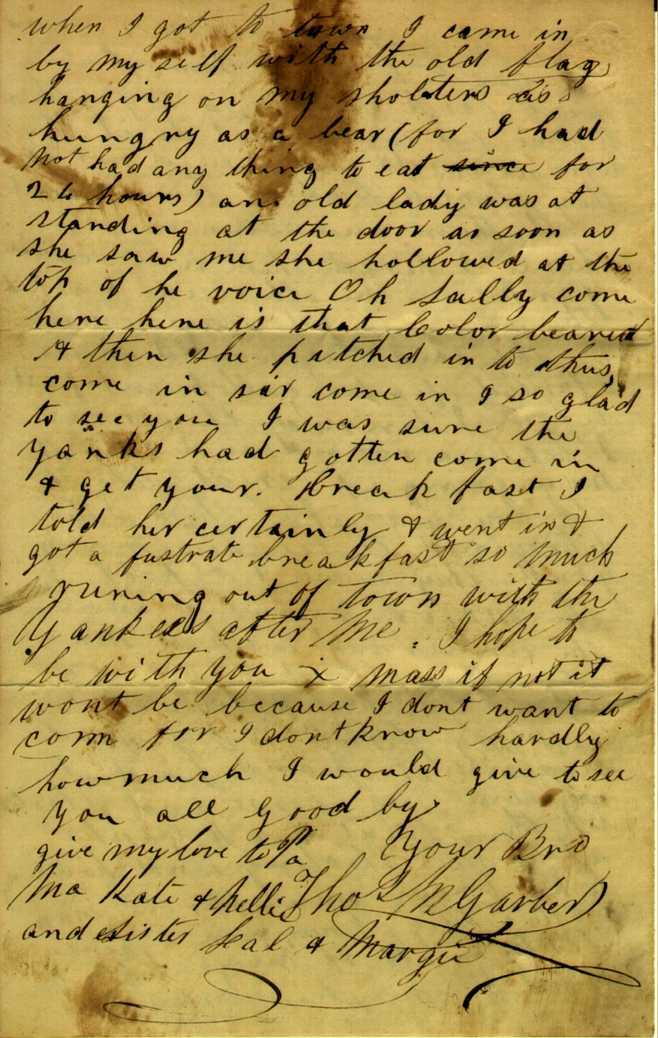 when I got to town I came in
by my self with the old flag
hanging on my sholders as
hungry as a bear (for I had
not had any thing to eat since for
24 hours) an old lady was at
standing at the door as soon as
she saw me she hollowed at the
top of he voice Oh Sally come
here here is that Color bearer
& then she pitched in to thus
come in sir come in I so glad
to see you I was sure the
yanks had gotten come in
& get your breakfast I
told her certainly & went in &
got a fustrate breakfast so much
runing out of town with the
Yankees after me. I hope to
be with you x mass if not it
wont be because I dont want to
com for I dont know hardly
how much I would give to see
you all Good by
give my love to Pa Your Bro
Ma Kate & Nellie Thos M Garber
and sister & Margie